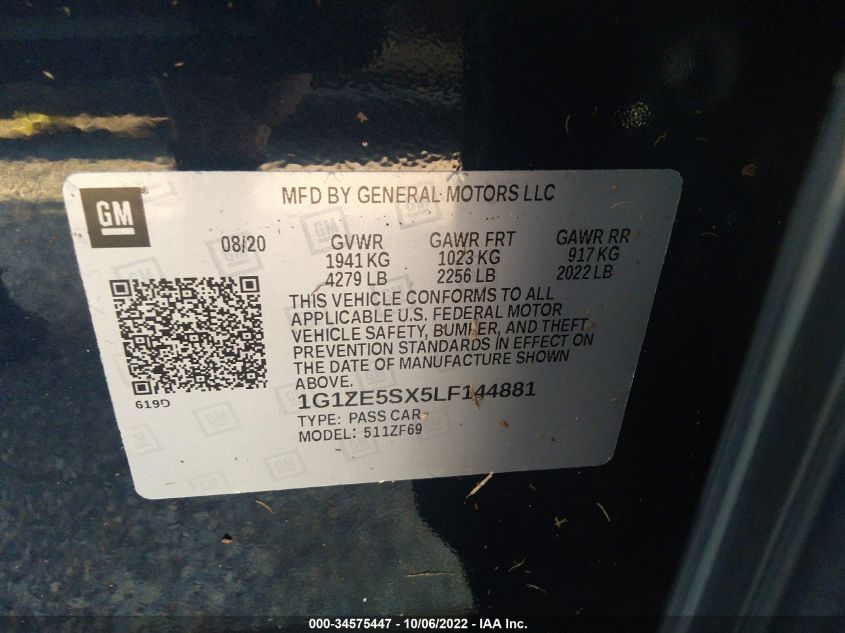 GM
MFD BY GENERAL MOTORS LLC
08/20 GVWR GAWR FRT GAWR RR
1941 KG 1023 KG 917 KG
4279 LB 2256 LB 2022 LB
THIS VEHICLE CONFORMS TO ALL
APPLICABLE U.S. FEDERAL MOTOR
VEHICLE SAFETY, BUMPER, AND THEFT
PREVENTION STANDARDS IN EFFECT ON
THE DATE OF MANUFACTURE SHOWN
ABOVE.
619D
1G1ZE5SX5LF144881
TYPE: PASS CAR
MODEL: 511ZF69
000-34575447 - 10/06/2022 - IAA Inc.